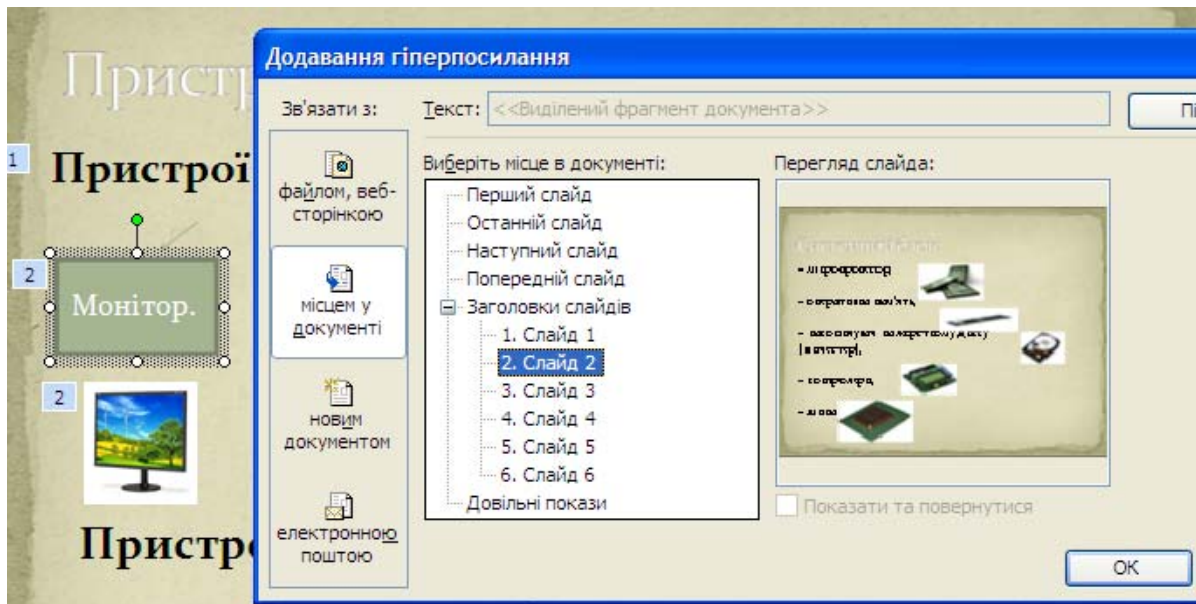 Додавання гіперпосилання
Зв'язати з:
Текст: <<Виділений фрагмент документа>>
Пристр
1
Пристрої
2
Монітор.
2
Пристр
файлом, веб-
сторінкою
місцем у
документі
новим
документом
електронною
поштою
Виберіть місце в документі:
Перший слайд
Останній слайд
Наступний слайд
Попередній слайд
Заголовки слайдів
1. Слайд 1
2. Слайд 2
3. Слайд 3
4. Слайд 4
5. Слайд 5
6. Слайд 6
Довільні покази
Перегляд слайда:
Показати та повернутися
OK